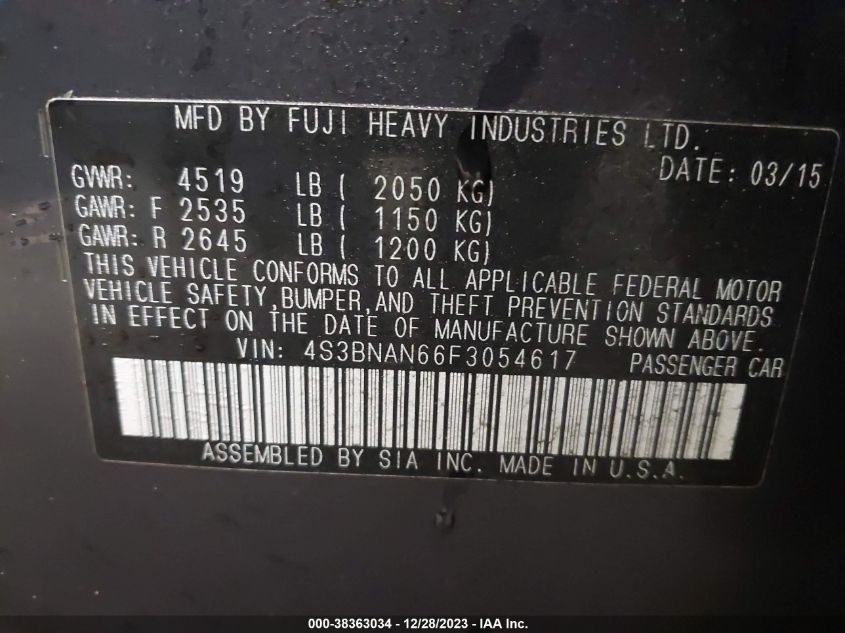 MFD BY FUJI HEAVY INDUSTRIES LTD.
DATE: 03/15
GVWR: 4519 LB ( 2050 KG)
GAWR: F 2535 LB ( 1150 KG)
GAWR: R 2645 LB ( 1200 KG)
THIS VEHICLE CONFORMS TO ALL APPLICABLE FEDERAL MOTOR
VEHICLE SAFETY,BUMPER,AND THEFT PREVENTION STANDARDS
IN EFFECT ON THE DATE OF MANUFACTURE SHOWN ABOVE.
VIN: 4S3BNAN66F3054617 PASSENGER CAR
ASSEMBLED BY SIA INC. MADE IN U.S.A.
000-38363034 - 12/28/2023 - IAA Inc.